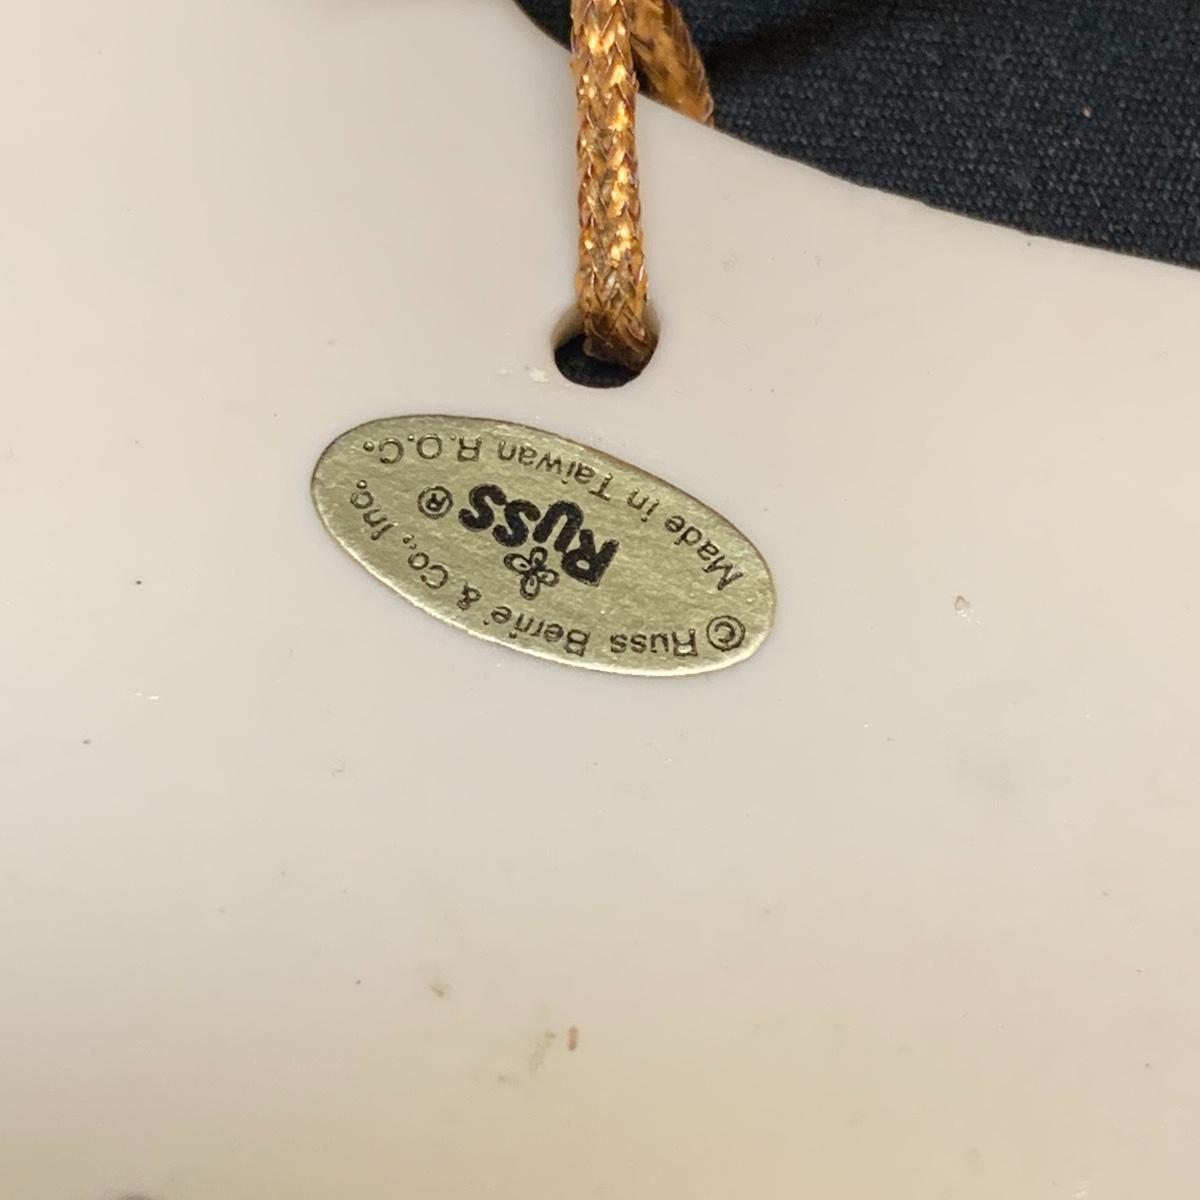 © Russ Berrie & Co., Inc.
RUSS ®
Made in Taiwan R.O.C.